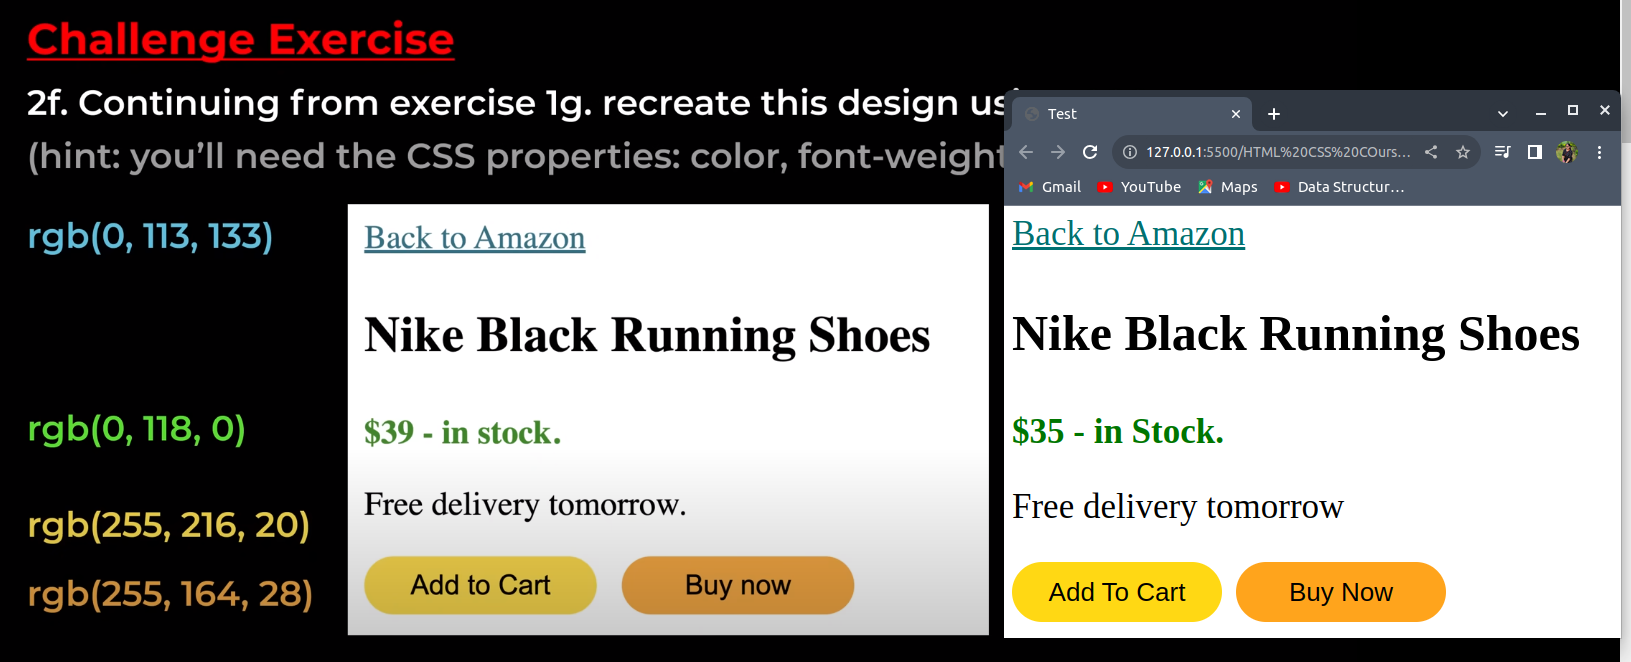 Challenge Exercise
2f. Continuing from exercise 1g. recreate this design
(hint: you'll need the CSS properties: color, font-weight
rgb(0, 113, 133)
rgb(0, 118, 0)
rgb(255, 216, 20)
rgb(255, 164, 28)
Back to Amazon
Nike Black Running Shoes
$39 - in stock.
Free delivery tomorrow.
Add to Cart
Buy now
Test
127.0.0.1:5500/HTML%20CSS%20COurs...
Gmail
YouTube
Maps
Data Structur...
Back to Amazon
Nike Black Running Shoes
$35 - in Stock.
Free delivery tomorrow
Add To Cart
Buy Now